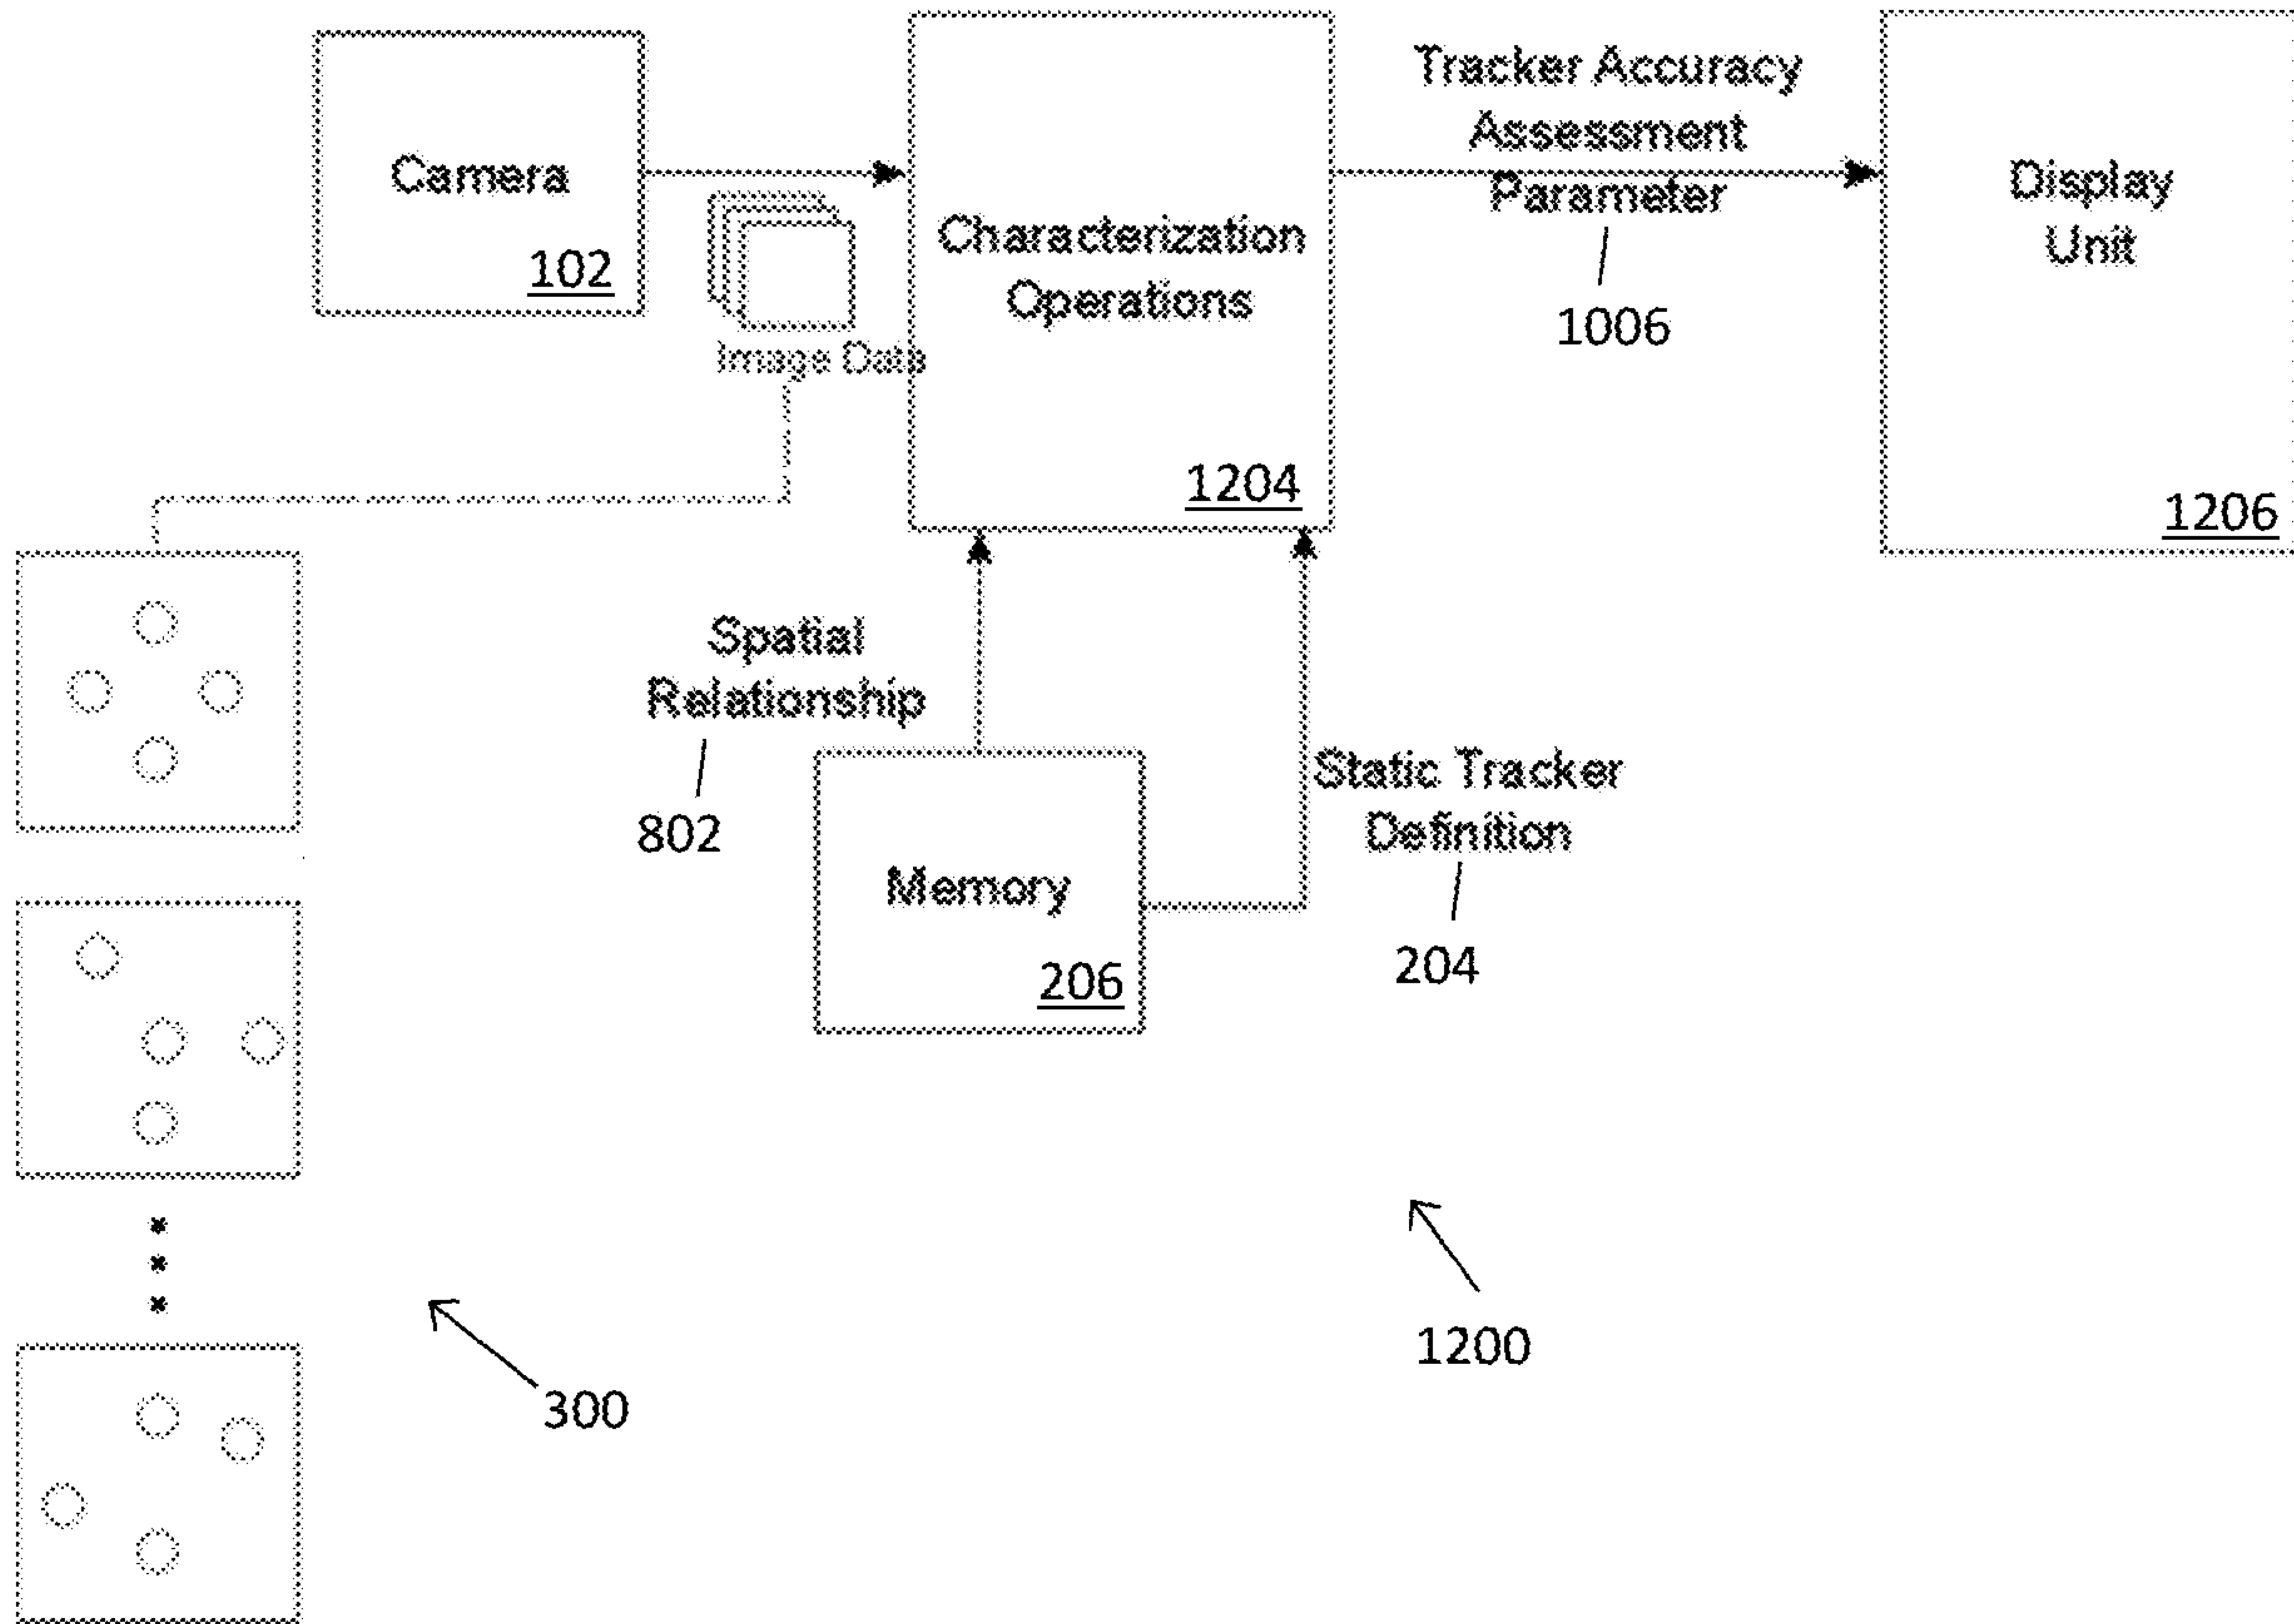 Camera
102
Image Data
Characterization
Operations
1204
Tracker Accuracy
Assessment
Parameter
1006
Display
Unit
1206
Spatial
Relationship
802
Memory
206
Static Tracker
Definition
204
300
1200